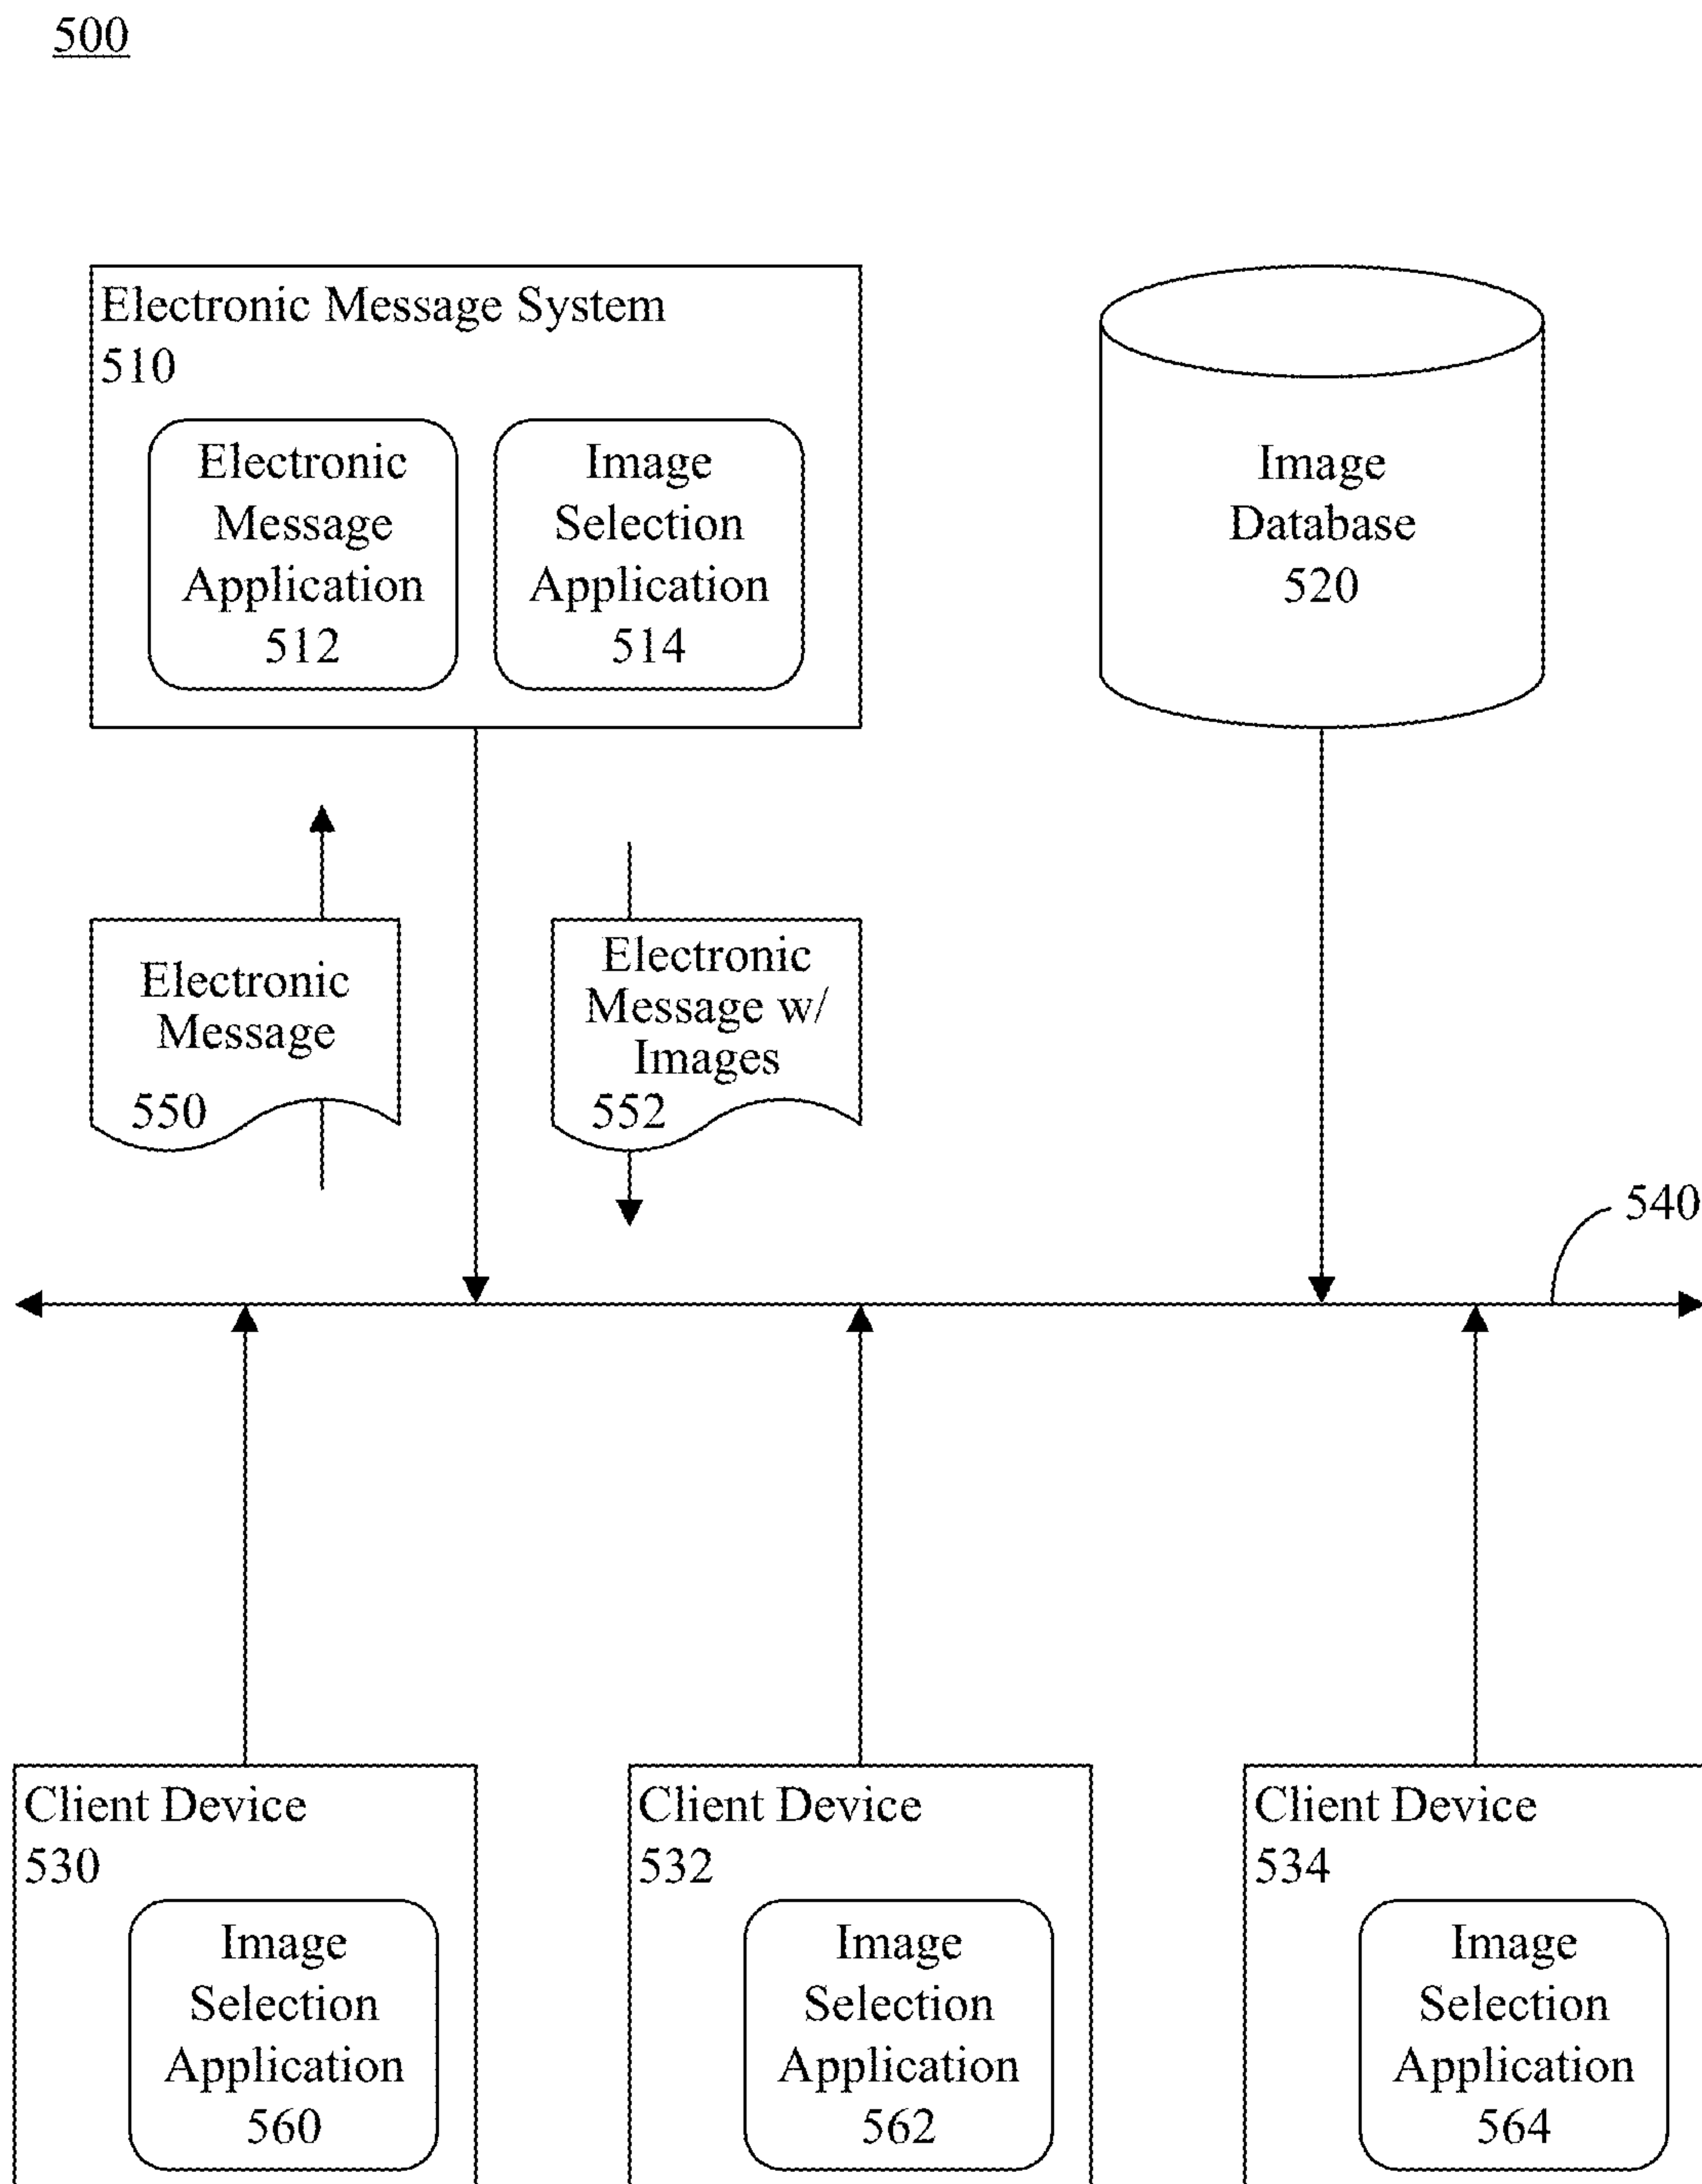 500
Electronic Message System
510
Electronic
Message
Application
512
Image
Selection
Application
514
Image
Database
520
Electronic
Message
550
Electronic
Message w/
Images
552
540
Client Device
530
Image
Selection
Application
560
Client Device
532
Image
Selection
Application
562
Client Device
534
Image
Selection
Application
564